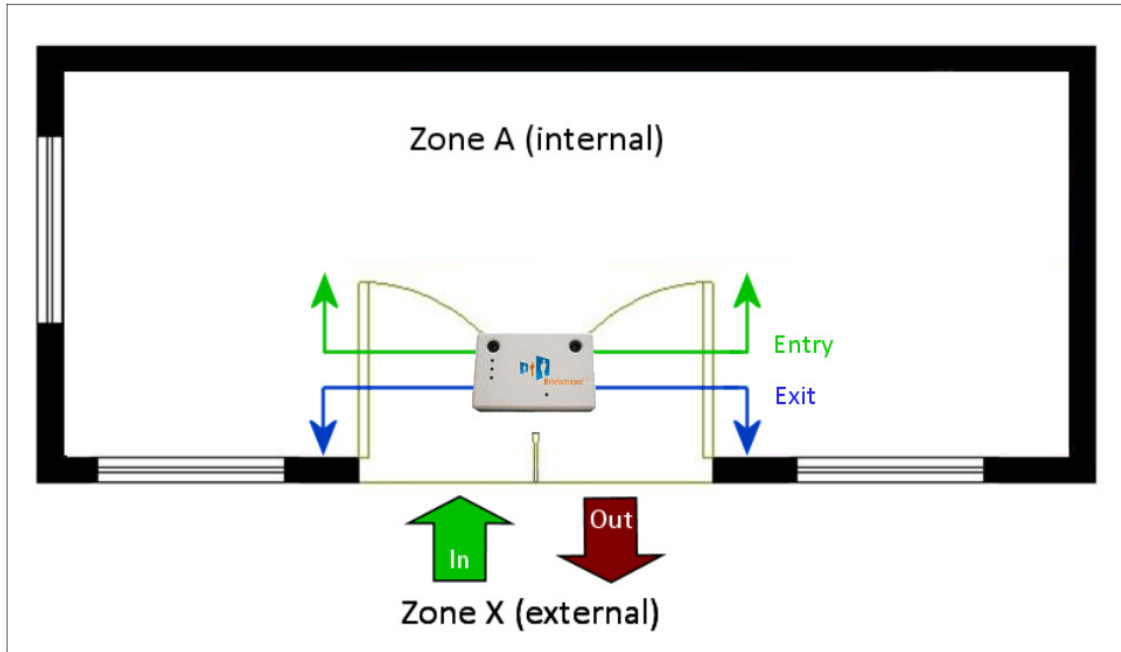 Zone A (internal)
Entry
Exit
Out
In
Zone X (external)